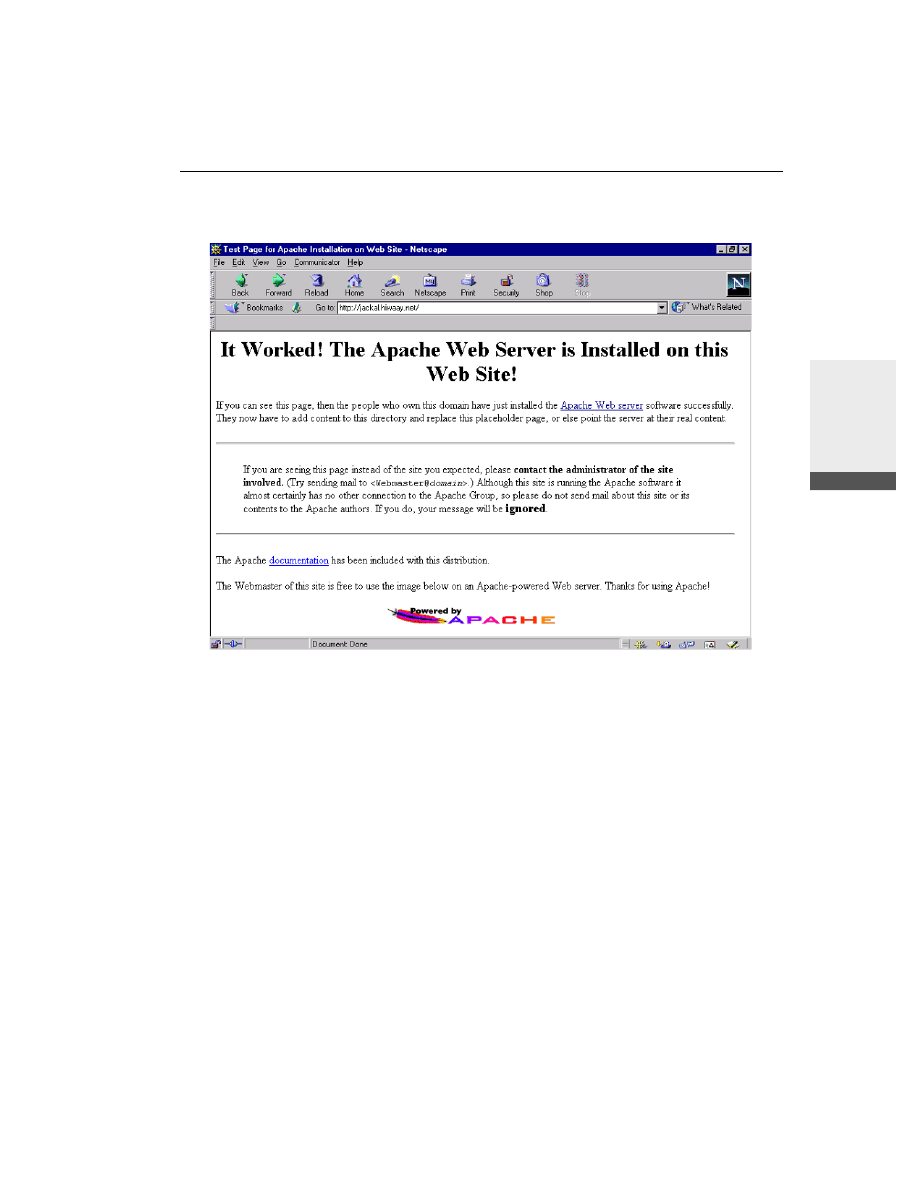 Test Page for Apache Installation on Web Site - Netscape
File Edit View Go Communicator Help
Back Forward Reload Home Search Netscape Print Security Shop Stop
Bookmarks Go to: http://jackal.hiwaay.net/ What's Related
It Worked! The Apache Web Server is Installed on this
Web Site!
If you can see this page, then the people who own this domain have just installed the Apache Web server software successfully.
They now have to add content to this directory and replace this placeholder page, or else point the server at their real content.
If you are seeing this page instead of the site you expected, please contact the administrator of the site
involved. (Try sending mail to <Webmaster@domain>.) Although this site is running the Apache software it
almost certainly has no other connection to the Apache Group, so please do not send mail about this site or its
contents to the Apache authors. If you do, your message will be ignored.
The Apache documentation has been included with this distribution.
The Webmaster of this site is free to use the image below on an Apache-powered Web server. Thanks for using Apache!
Powered by
APACHE
Document: Done